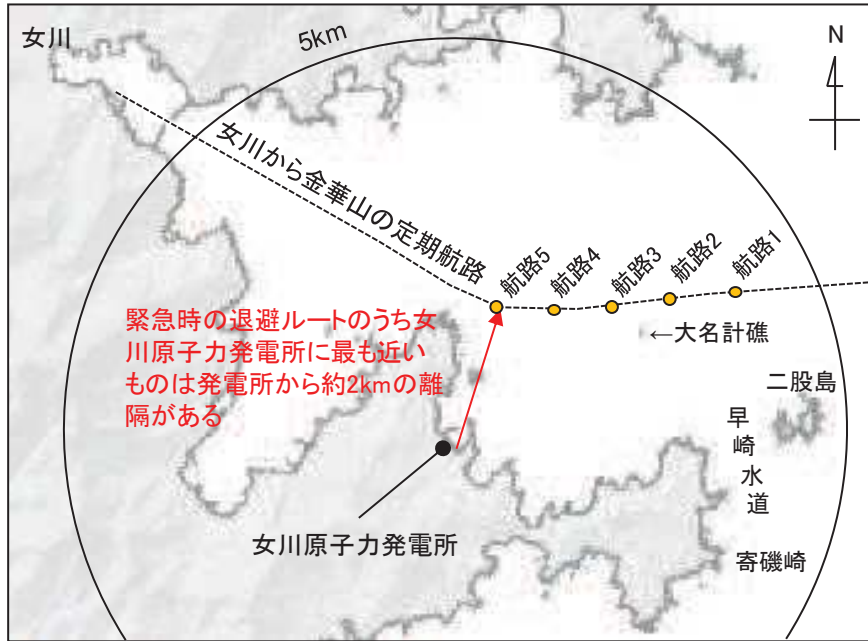 女川
5km
N
女川から金華山の定期航路
航路5
航路4
航路3
航路2
航路1
緊急時の退避ルートのうち女
川原子力発電所に最も近い
ものは発電所から約2kmの離
隔がある
←大名計礁
二股島
早崎水道
女川原子力発電所
寄磯崎